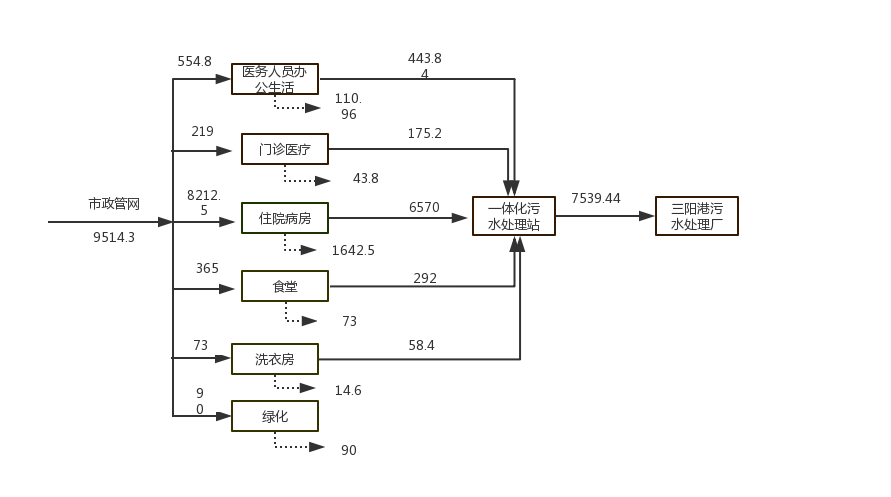 554.8
医务人员办
公生活
443.8
4
110.
96
219
门诊医疗
175.2
43.8
市政管网
9514.3
8212.
5
住院病房
6570
1642.5
一体化污
水处理站
7539.44
三阳港污
水处理厂
365
食堂
292
73
73
洗衣房
58.4
14.6
9
0
绿化
90